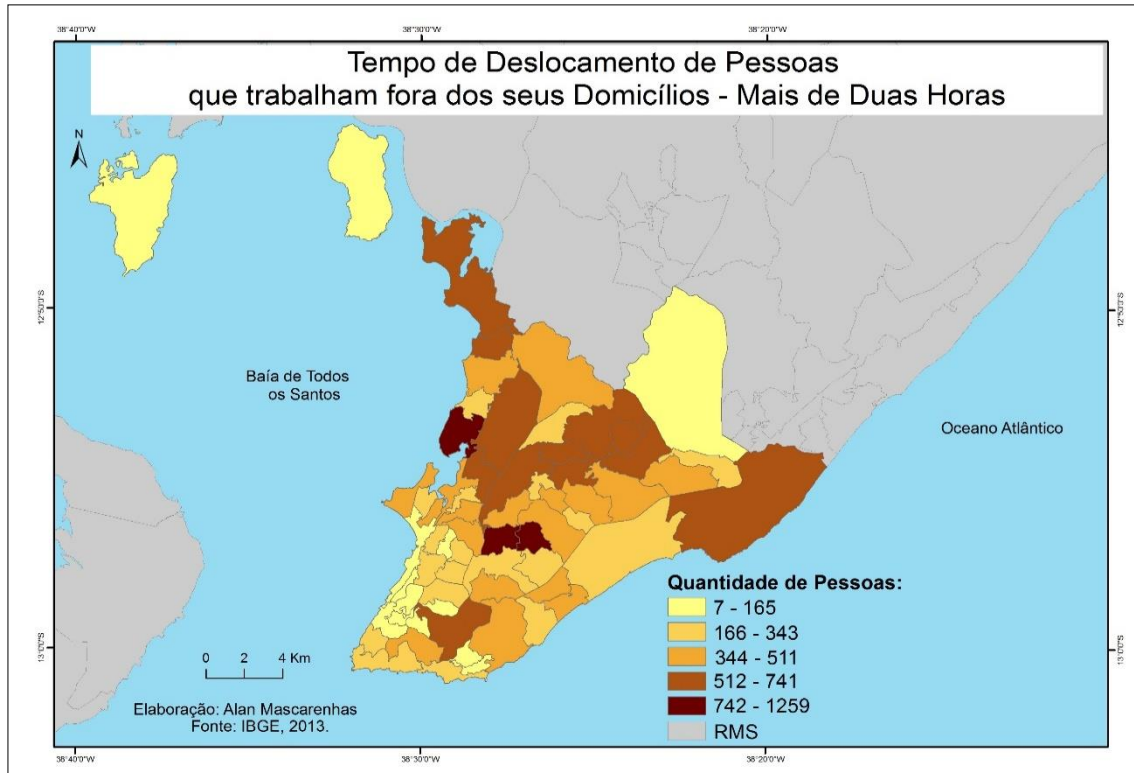 38°40'0"W 38°30'0"W 38°20'0"W
Tempo de Deslocamento de Pessoas
que trabalham fora dos seus Domicílios - Mais de Duas Horas
N
12°50'0"S 12°50'0"S
Baía de Todos
os Santos
Oceano Atlântico
Quantidade de Pessoas:
7 - 165
166 - 343
344 - 511
512 - 741
742 - 1259
RMS
13°0'0"S 13°0'0"S
0 2 4 Km
Elaboração: Alan Mascarenhas
Fonte: IBGE, 2013.
38°40'0"W 38°30'0"W 38°20'0"W